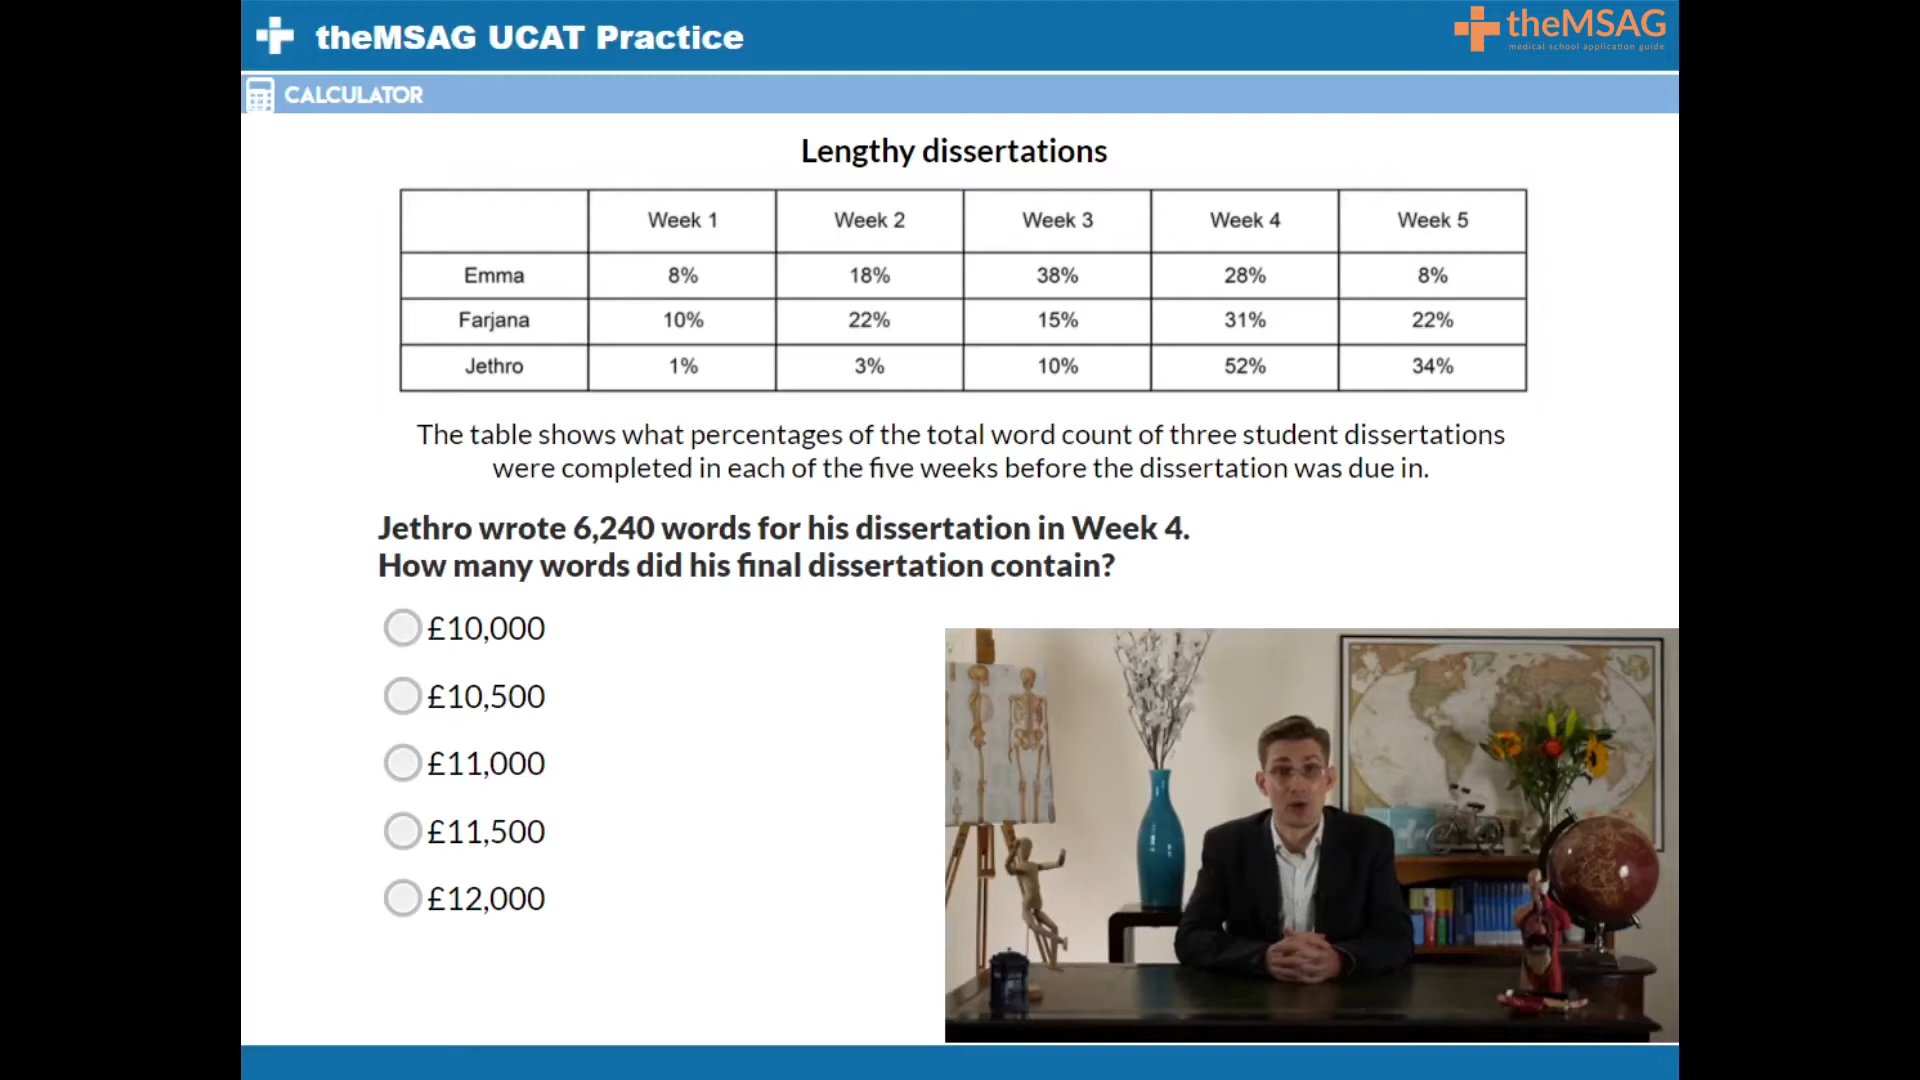 theMSAG UCAT Practice
theMSAG
medical school application guide
CALCULATOR
Lengthy dissertations
Week 1 Week 2 Week 3 Week 4 Week 5
Emma 8% 18% 38% 28% 8%
Farjana 10% 22% 15% 31% 22%
Jethro 1% 3% 10% 52% 34%
The table shows what percentages of the total word count of three student dissertations
were completed in each of the five weeks before the dissertation was due in.
Jethro wrote 6,240 words for his dissertation in Week 4.
How many words did his final dissertation contain?
£10,000
£10,500
£11,000
£11,500
£12,000